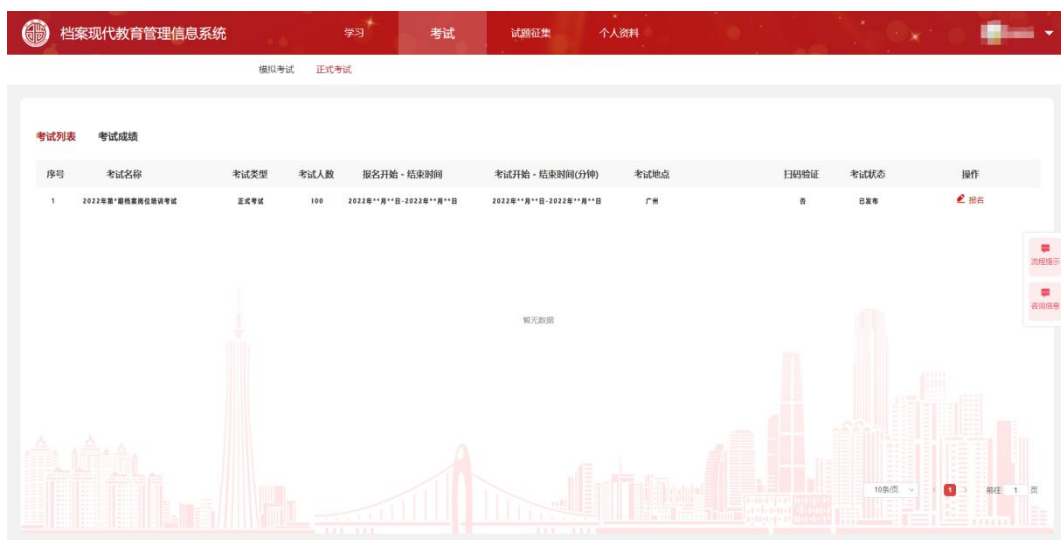 档案现代教育管理信息系统 学习 考试 试题征集 个人资料
模拟考试 正式考试
考试列表 考试成绩
序号 考试名称 考试类型 考试人数 报名开始 - 结束时间 考试开始 - 结束时间(分钟) 考试地点 扫码验证 考试状态 操作
1 2022年第*期档案岗位培训考试 正式考试 100 2022年**月**日-2022年**月**日 2022年**月**日-2022年**月**日 广州 否 已发布 报名
流程提示
咨询信息
暂无数据
10条/页 1 前往 1 页